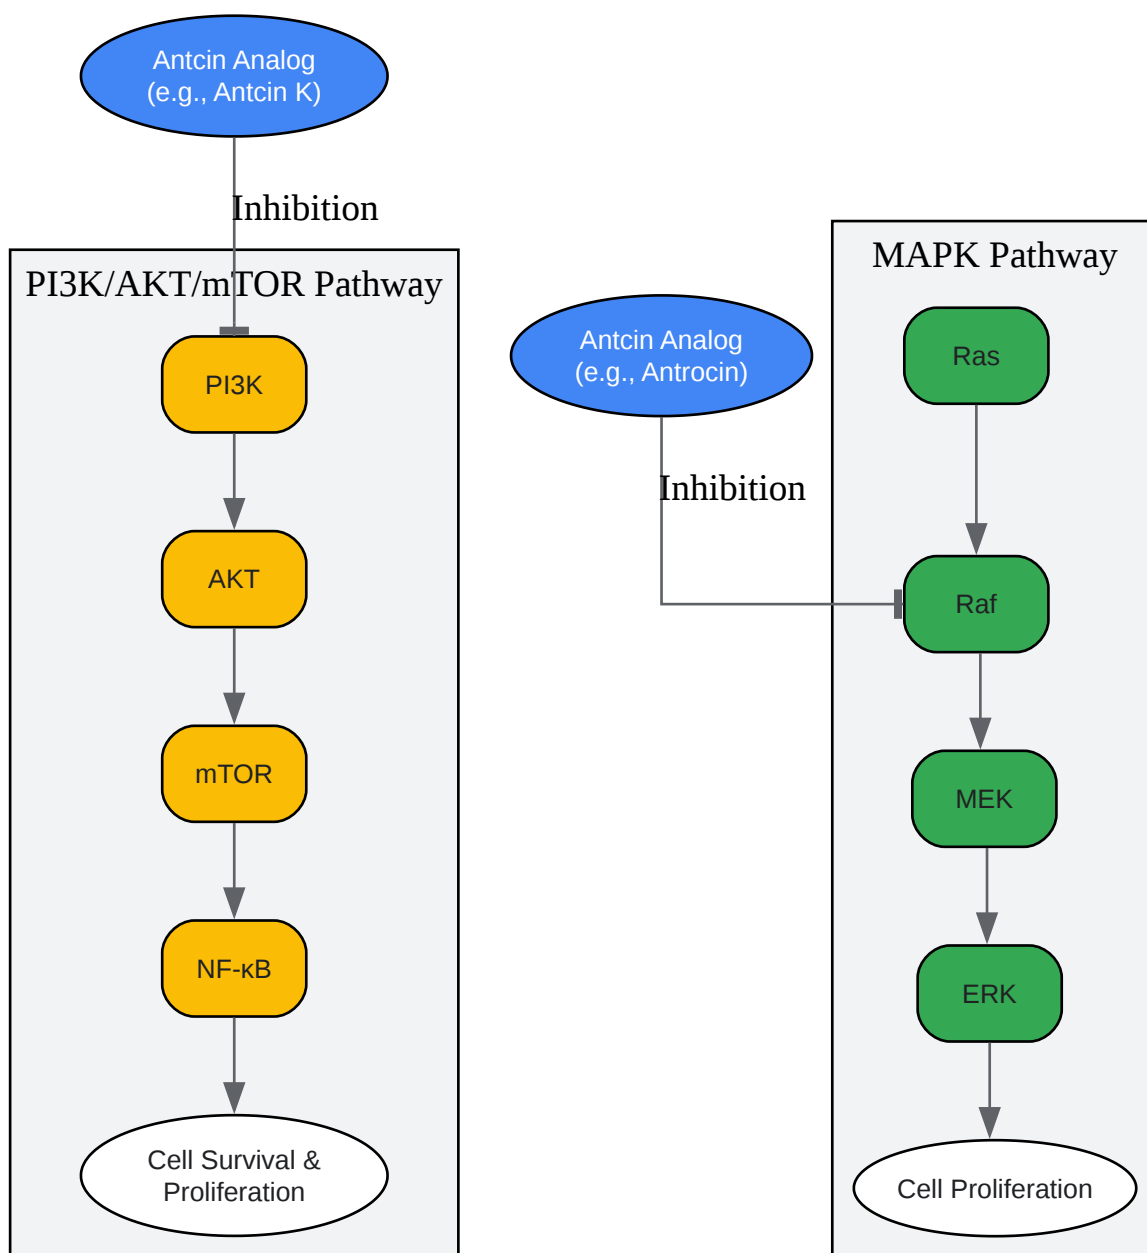 Antcin Analog
(e.g., Antcin K)
Inhibition
PI3K/AKT/mTOR Pathway
PI3K
AKT
mTOR
NF-κB
Cell Survival &
Proliferation
Antcin Analog
(e.g., Antrocin)
Inhibition
MAPK Pathway
Ras
Raf
MEK
ERK
Cell Proliferation